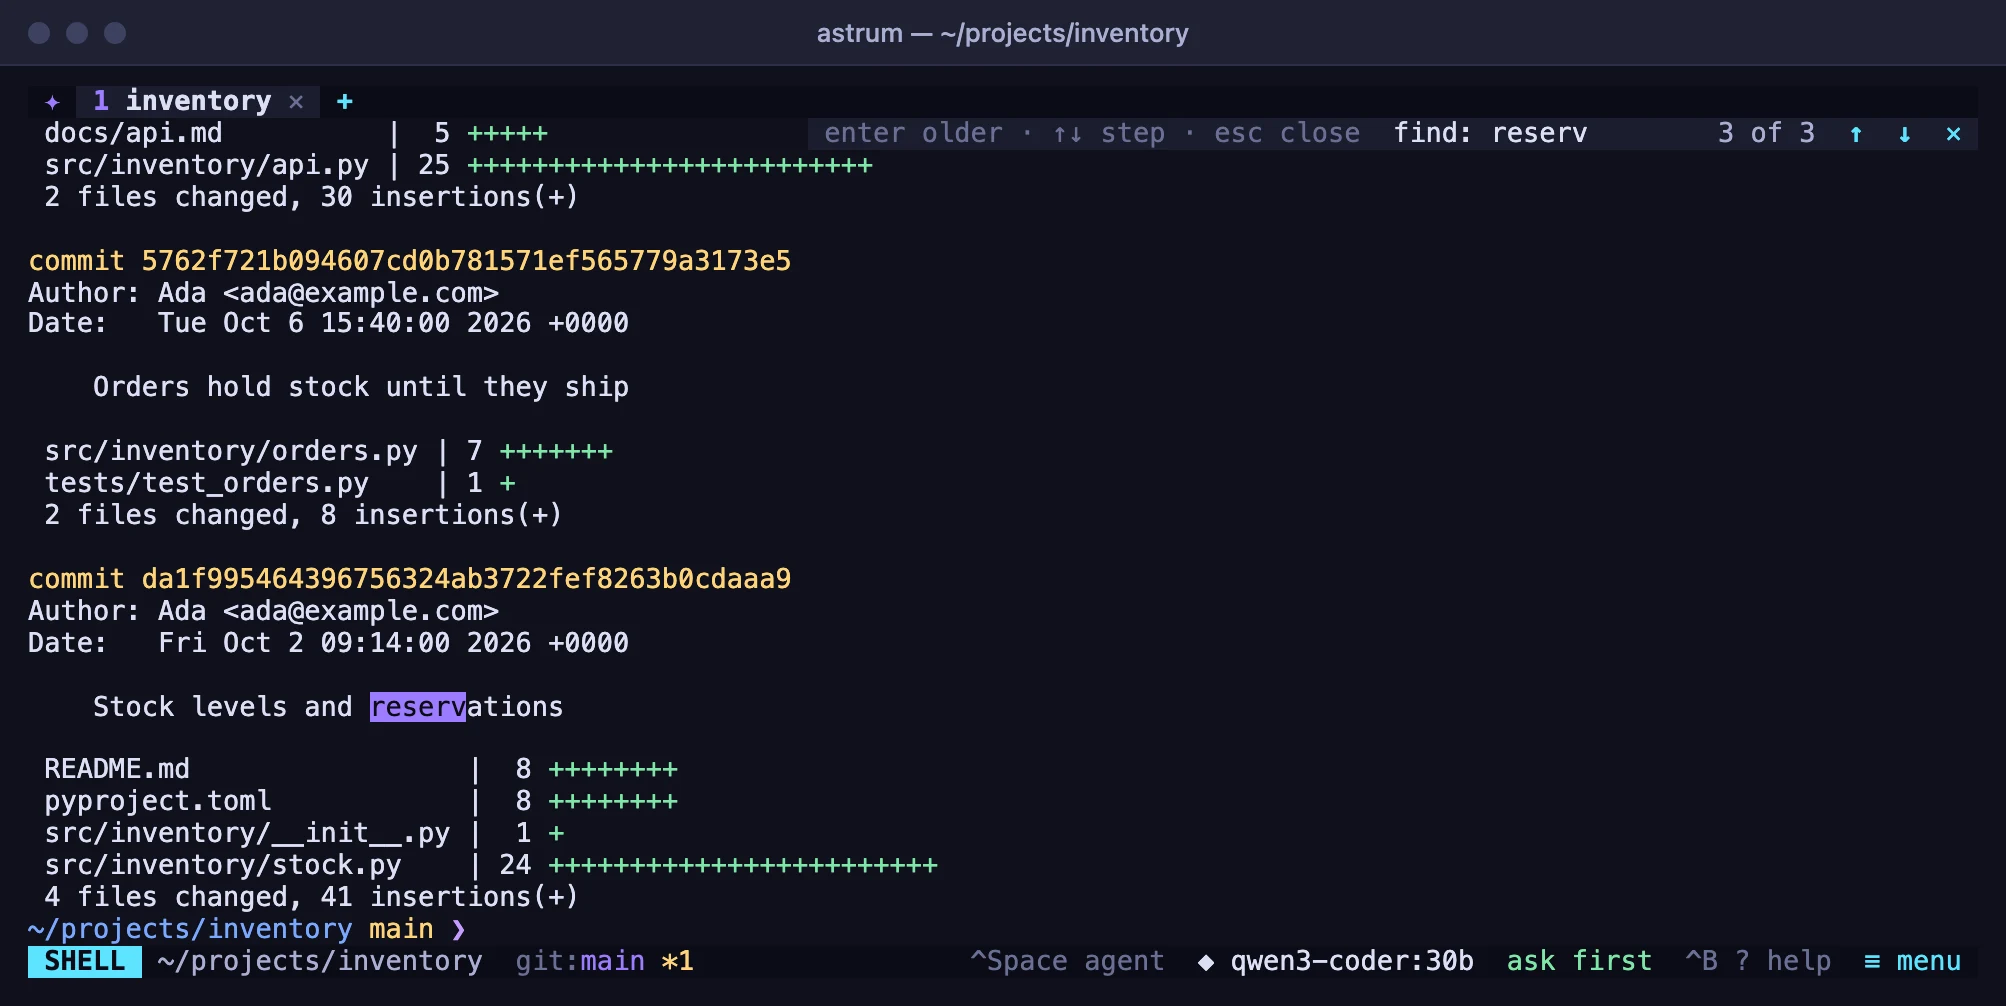 astrum — ~/projects/inventory
✦ 1 inventory × +
docs/api.md | 5 +++++ enter older · ↑↓ step · esc close find: reserv 3 of 3 ↑ ↓ ×
src/inventory/api.py | 25 +++++++++++++++++++++++++
2 files changed, 30 insertions(+)
commit 5762f721b094607cd0b781571ef565779a3173e5
Author: Ada <ada@example.com>
Date:   Tue Oct 6 15:40:00 2026 +0000
Orders hold stock until they ship
src/inventory/orders.py | 7 +++++++
tests/test_orders.py    | 1 +
2 files changed, 8 insertions(+)
commit da1f995464396756324ab3722fef8263b0cdaaa9
Author: Ada <ada@example.com>
Date:   Fri Oct 2 09:14:00 2026 +0000
Stock levels and reservations
README.md                 |  8 ++++++++
pyproject.toml            |  8 ++++++++
src/inventory/__init__.py |  1 +
src/inventory/stock.py    | 24 ++++++++++++++++++++++++
4 files changed, 41 insertions(+)
~/projects/inventory main ❯
SHELL ~/projects/inventory git:main *1 ^Space agent ◆ qwen3-coder:30b ask first ^B ? help ≡ menu